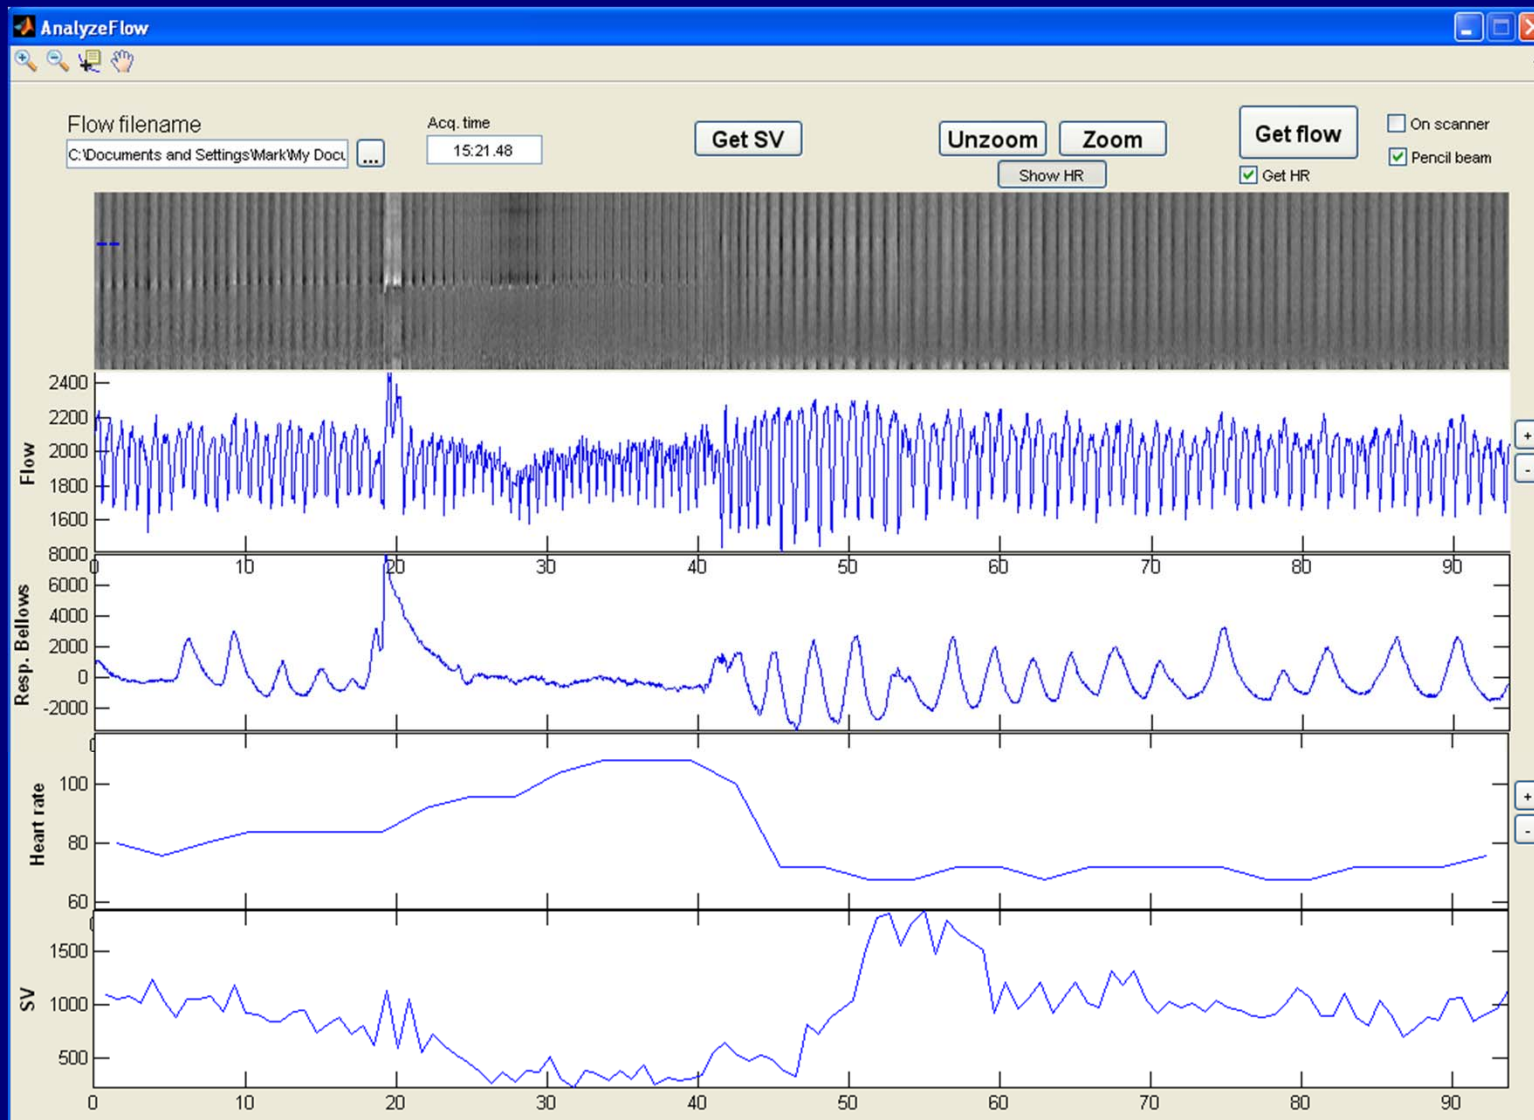 AnalyzeFlow
Flow filename
C:\Documents and Settings\Mark\My Docu
...
Acq. time
15:21.48
Get SV
Unzoom
Zoom
Show HR
Get flow
Get HR
On scanner
Pencil beam
Flow
2400
2200
2000
1800
1600
+
-
0 10 20 30 40 50 60 70 80 90
Resp. Bellows
8000
6000
4000
2000
0
-2000
Heart rate
100
80
60
+
-
SV
1500
1000
500
0 10 20 30 40 50 60 70 80 90